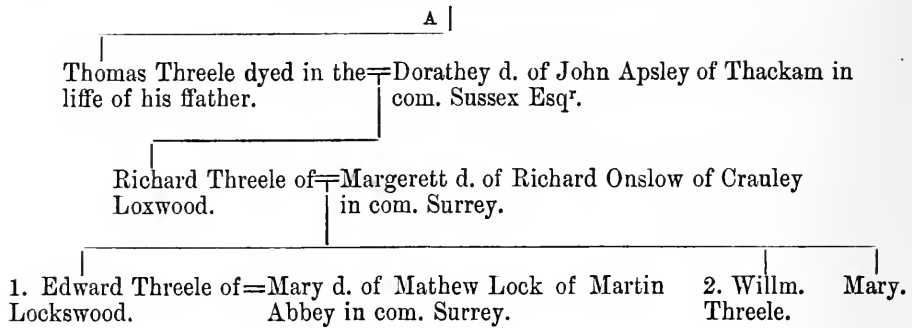 A
Thomas Threele dyed in the=Dorathey d. of John Apsley of Thackam in
liffe of his ffather. com. Sussex Esqʳ.
Richard Threele of=Margerett d. of Richard Onslow of Cranley
Loxwood. in com. Surrey.
1. Edward Threele of=Mary d. of Mathew Lock of Martin 2. Willm. Mary.
Lockswood. Abbey in com. Surrey. Threele.